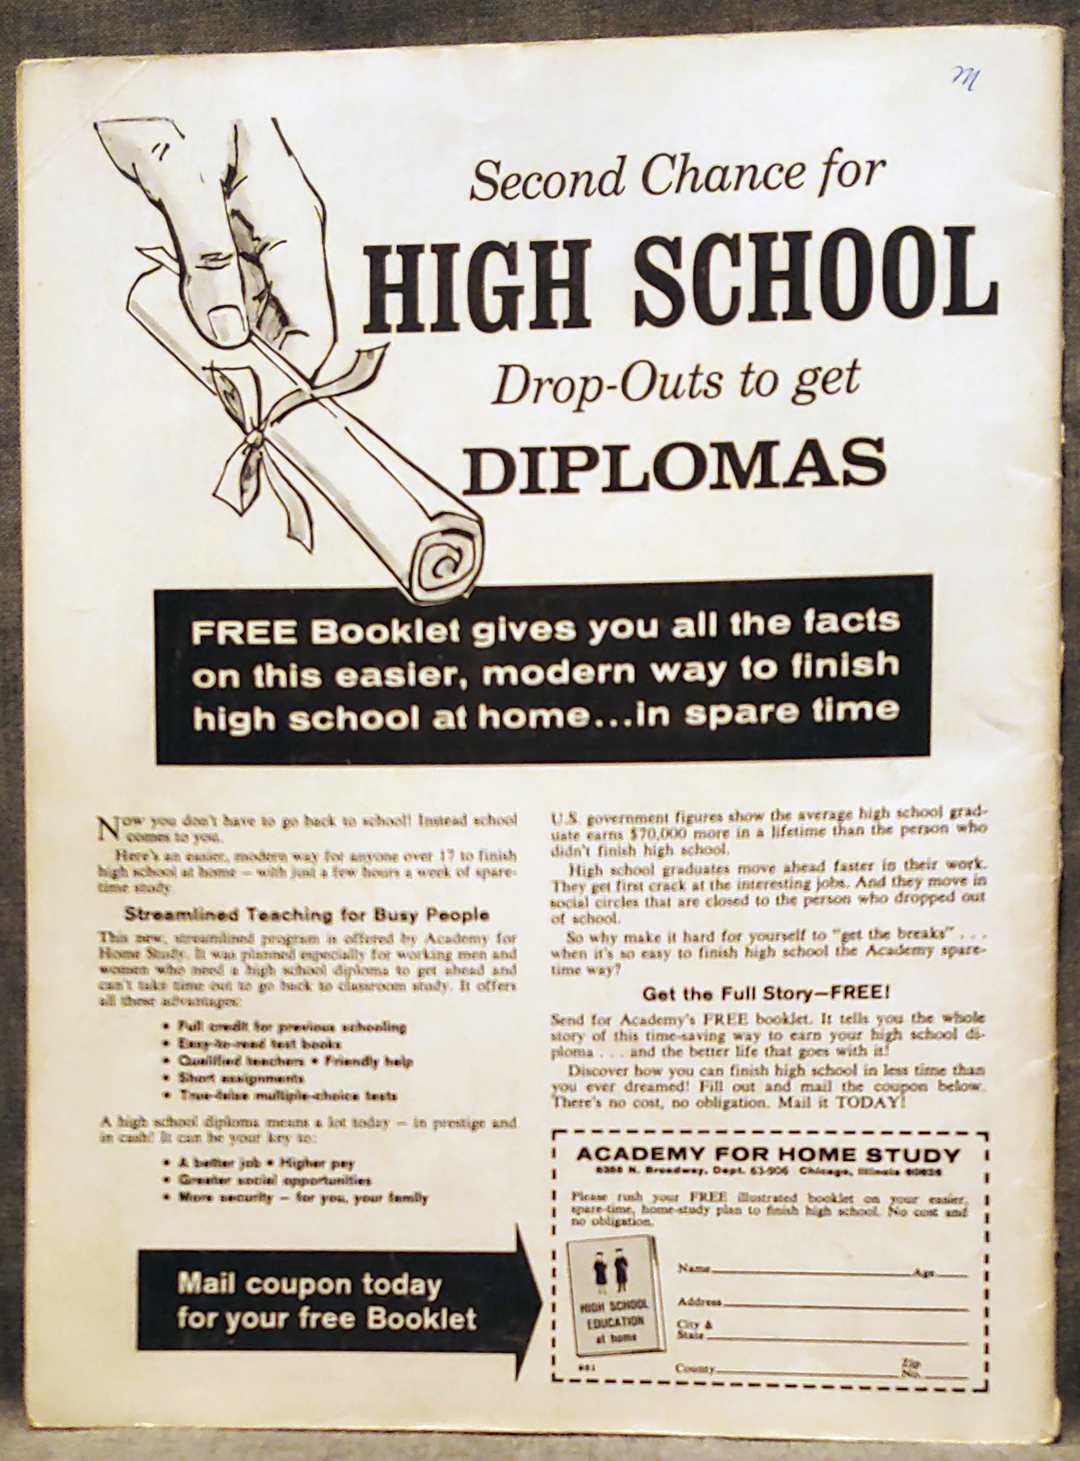 M
Second Chance for
HIGH SCHOOL
Drop-Outs to get
DIPLOMAS
FREE Booklet gives you all the facts
on this easier, modern way to finish
high school at home...in spare time
Now you don't have to go back to school! Instead school
comes to you.
Here's an easier, modern way for anyone over 17 to finish
high school at home — with just a few hours a week of spare-
time study.
Streamlined Teaching for Busy People
This new, streamlined program is offered by Academy for
Home Study. It was planned especially for working men and
women who need a high school diploma to get ahead and
can't take time out to go back to classroom study. It offers
all these advantages:
• Full credit for previous schooling
• Easy-to-read text books
• Qualified teachers • Friendly help
• Short assignments
• True-false multiple-choice tests
A high school diploma means a lot today — in prestige and
in cash! It can be your key to:
• A better job • Higher pay
• Greater social opportunities
• More security — for you, your family
Mail coupon today
for your free Booklet
U.S. government figures show the average high school grad-
uate earns $70,000 more in a lifetime than the person who
didn't finish high school.
High school graduates move ahead faster in their work.
They get first crack at the interesting jobs. And they move in
social circles that are closed to the person who dropped out
of school.
So why make it hard for yourself to "get the breaks" . . .
when it's so easy to finish high school the Academy spare-
time way?
Get the Full Story—FREE!
Send for Academy's FREE booklet. It tells you the whole
story of this time-saving way to earn your high school di-
ploma . . . and the better life that goes with it!
Discover how you can finish high school in less time than
you ever dreamed! Fill out and mail the coupon below.
There's no cost, no obligation. Mail it TODAY!
ACADEMY FOR HOME STUDY
N. Broadway, Dept. 63-906 Chicago, Illinois
Please rush your FREE illustrated booklet on your easier,
spare-time, home-study plan to finish high school. No cost and
no obligation.
HIGH SCHOOL
EDUCATION
at home
Name Age
Address
City &
State
County Zip
No.